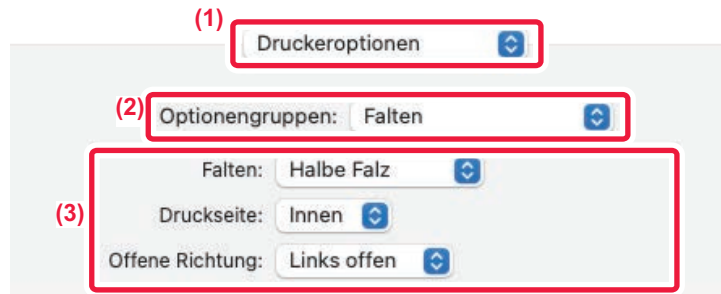 (1)
Druckeroptionen
(2) Optionengruppen: Falten
Falten: Halbe Falz
(3) Druckseite: Innen
Offene Richtung: Links offen